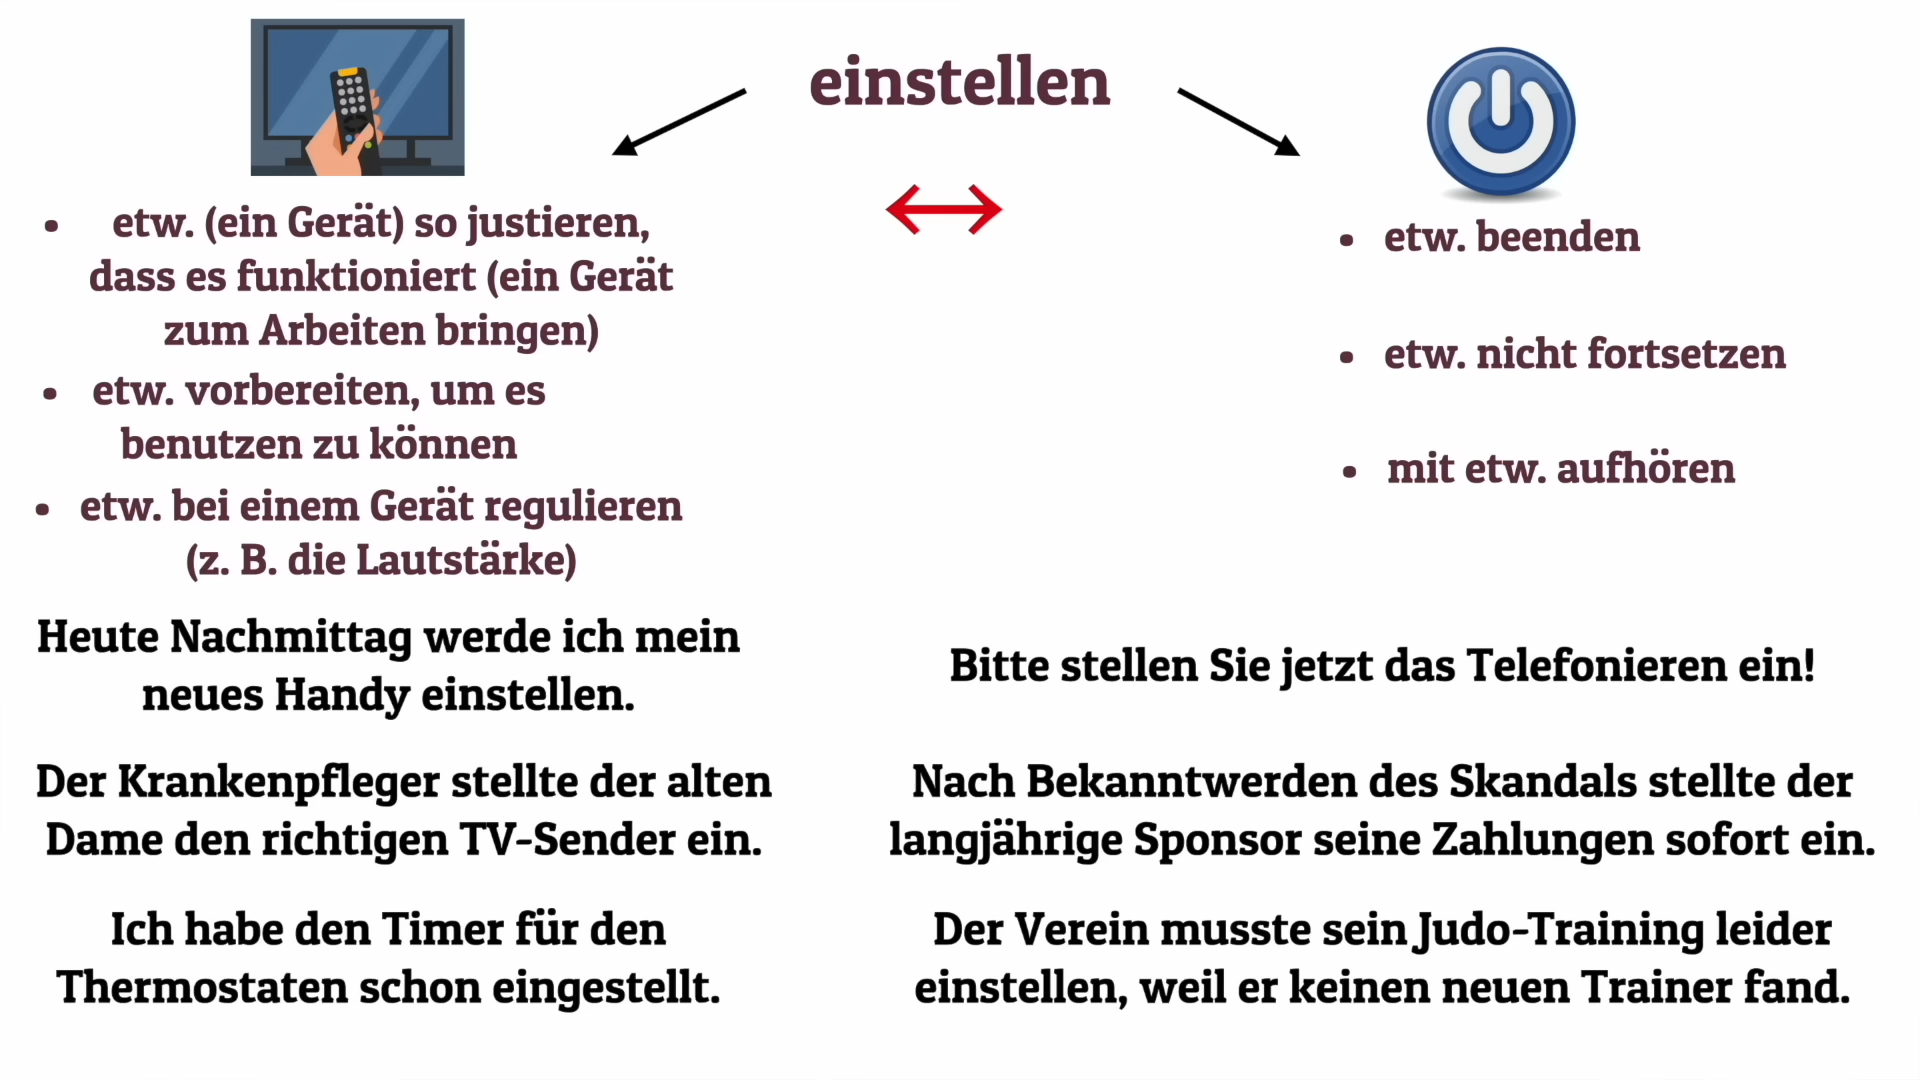 einstellen
• etw. (ein Gerät) so justieren,
dass es funktioniert (ein Gerät
zum Arbeiten bringen)
• etw. vorbereiten, um es
benutzen zu können
• etw. bei einem Gerät regulieren
(z. B. die Lautstärke)
• etw. beenden
• etw. nicht fortsetzen
• mit etw. aufhören
Heute Nachmittag werde ich mein
neues Handy einstellen.
Der Krankenpfleger stellte der alten
Dame den richtigen TV-Sender ein.
Ich habe den Timer für den
Thermostaten schon eingestellt.
Bitte stellen Sie jetzt das Telefonieren ein!
Nach Bekanntwerden des Skandals stellte der
langjährige Sponsor seine Zahlungen sofort ein.
Der Verein musste sein Judo-Training leider
einstellen, weil er keinen neuen Trainer fand.